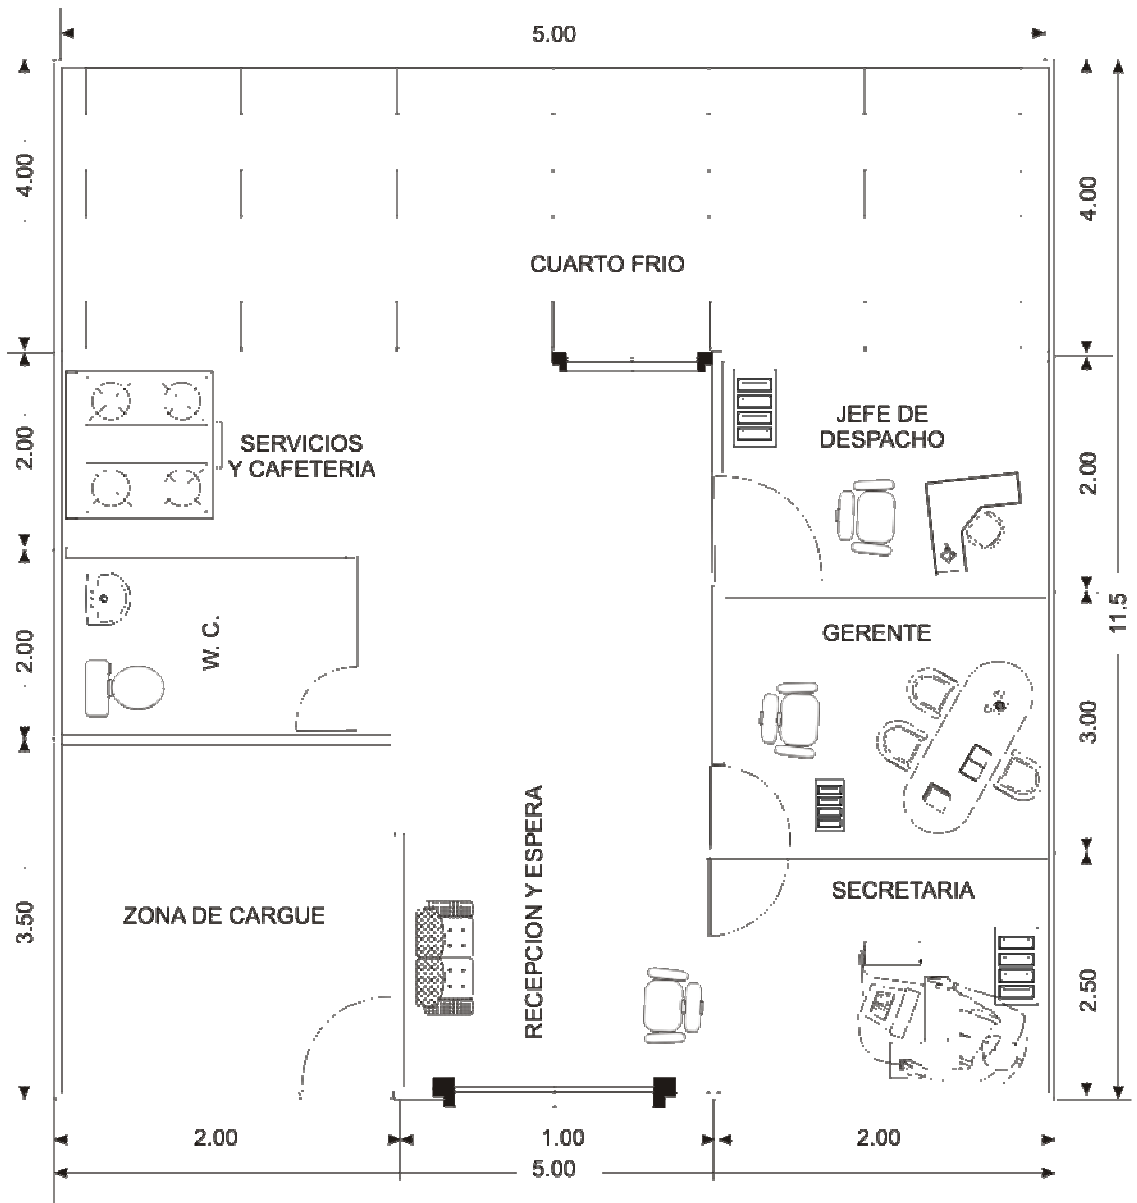 5.00
4.00
4.00
CUARTO FRIO
2.00
SERVICIOS
Y CAFETERIA
JEFE DE
DESPACHO
2.00
11.5
2.00
W. C.
GERENTE
3.00
3.50
ZONA DE CARGUE
RECEPCION Y ESPERA
SECRETARIA
2.50
2.00
1.00
2.00
5.00